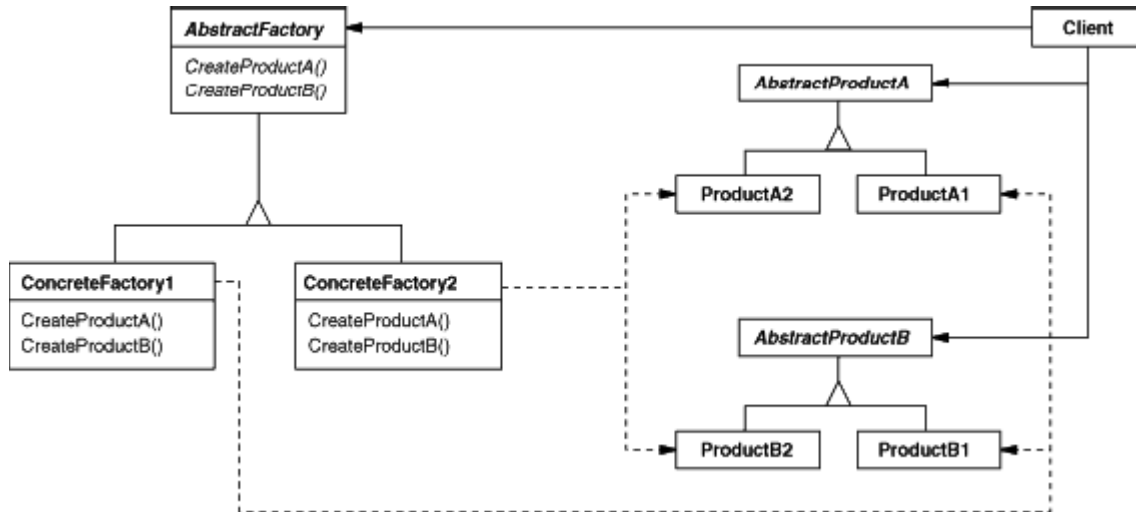 AbstractFactory
CreateProductA()
CreateProductB()
Client
AbstractProductA
ProductA2
ProductA1
ConcreteFactory1
CreateProductA()
CreateProductB()
ConcreteFactory2
CreateProductA()
CreateProductB()
AbstractProductB
ProductB2
ProductB1